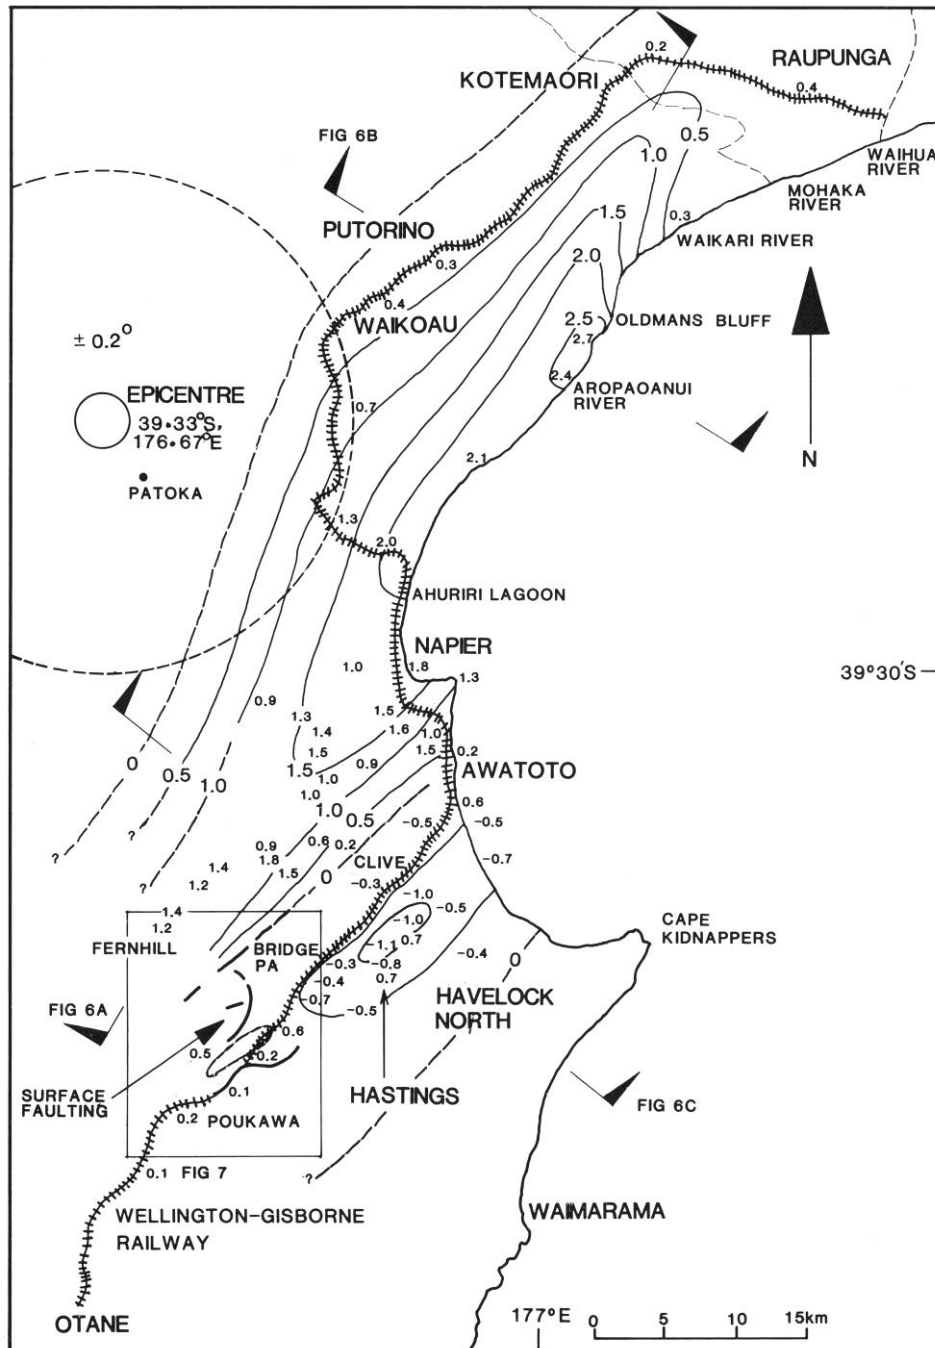 0.2
RAUPUNGA
KOTEMAORI
0.4
FIG 6B
0.5
1.0
WAIHUA
RIVER
MOHAKA
RIVER
PUTORINO
1.5
0.3
WAIKARI RIVER
0.3
2.0
0.4
WAIKOAU
2.5
OLDMANS BLUFF
± 0.2°
2.7
2.4
AROPAOANUI
RIVER
EPICENTRE
39·33°S,
176·67°E
0.7
N
2.1
PATOKA
1.3
2.0
AHURIRI LAGOON
NAPIER
1.0
1.8
39°30'S
1.3
0.9
1.3
1.5
1.4
1.6
1.0
1.5
1.5
0.2
0
0.5
1.0
1.5
1.0
0.9
AWATOTO
1.0
1.0
0.5
0.6
-0.5
-0.5
?
0.9
0.6
0.2
?
1.8
CLIVE
-0.7
1.4
1.5
0
-0.3
?
1.2
-1.0
-0.5
1.4
-1.0
1.2
CAPE
KIDNAPPERS
FERNHILL
BRIDGE
PA
-1.1
0.7
-0.4
0
-0.3
-0.8
-0.4
0.7
-0.7
-0.5
HAVELOCK
NORTH
FIG 6A
0.6
0.5
0.2
SURFACE
FAULTING
0.1
HASTINGS
FIG 6C
0.2
POUKAWA
0.1
FIG 7
?
WELLINGTON-GISBORNE
RAILWAY
WAIMARAMA
OTANE
177°E
0
5
10
15km